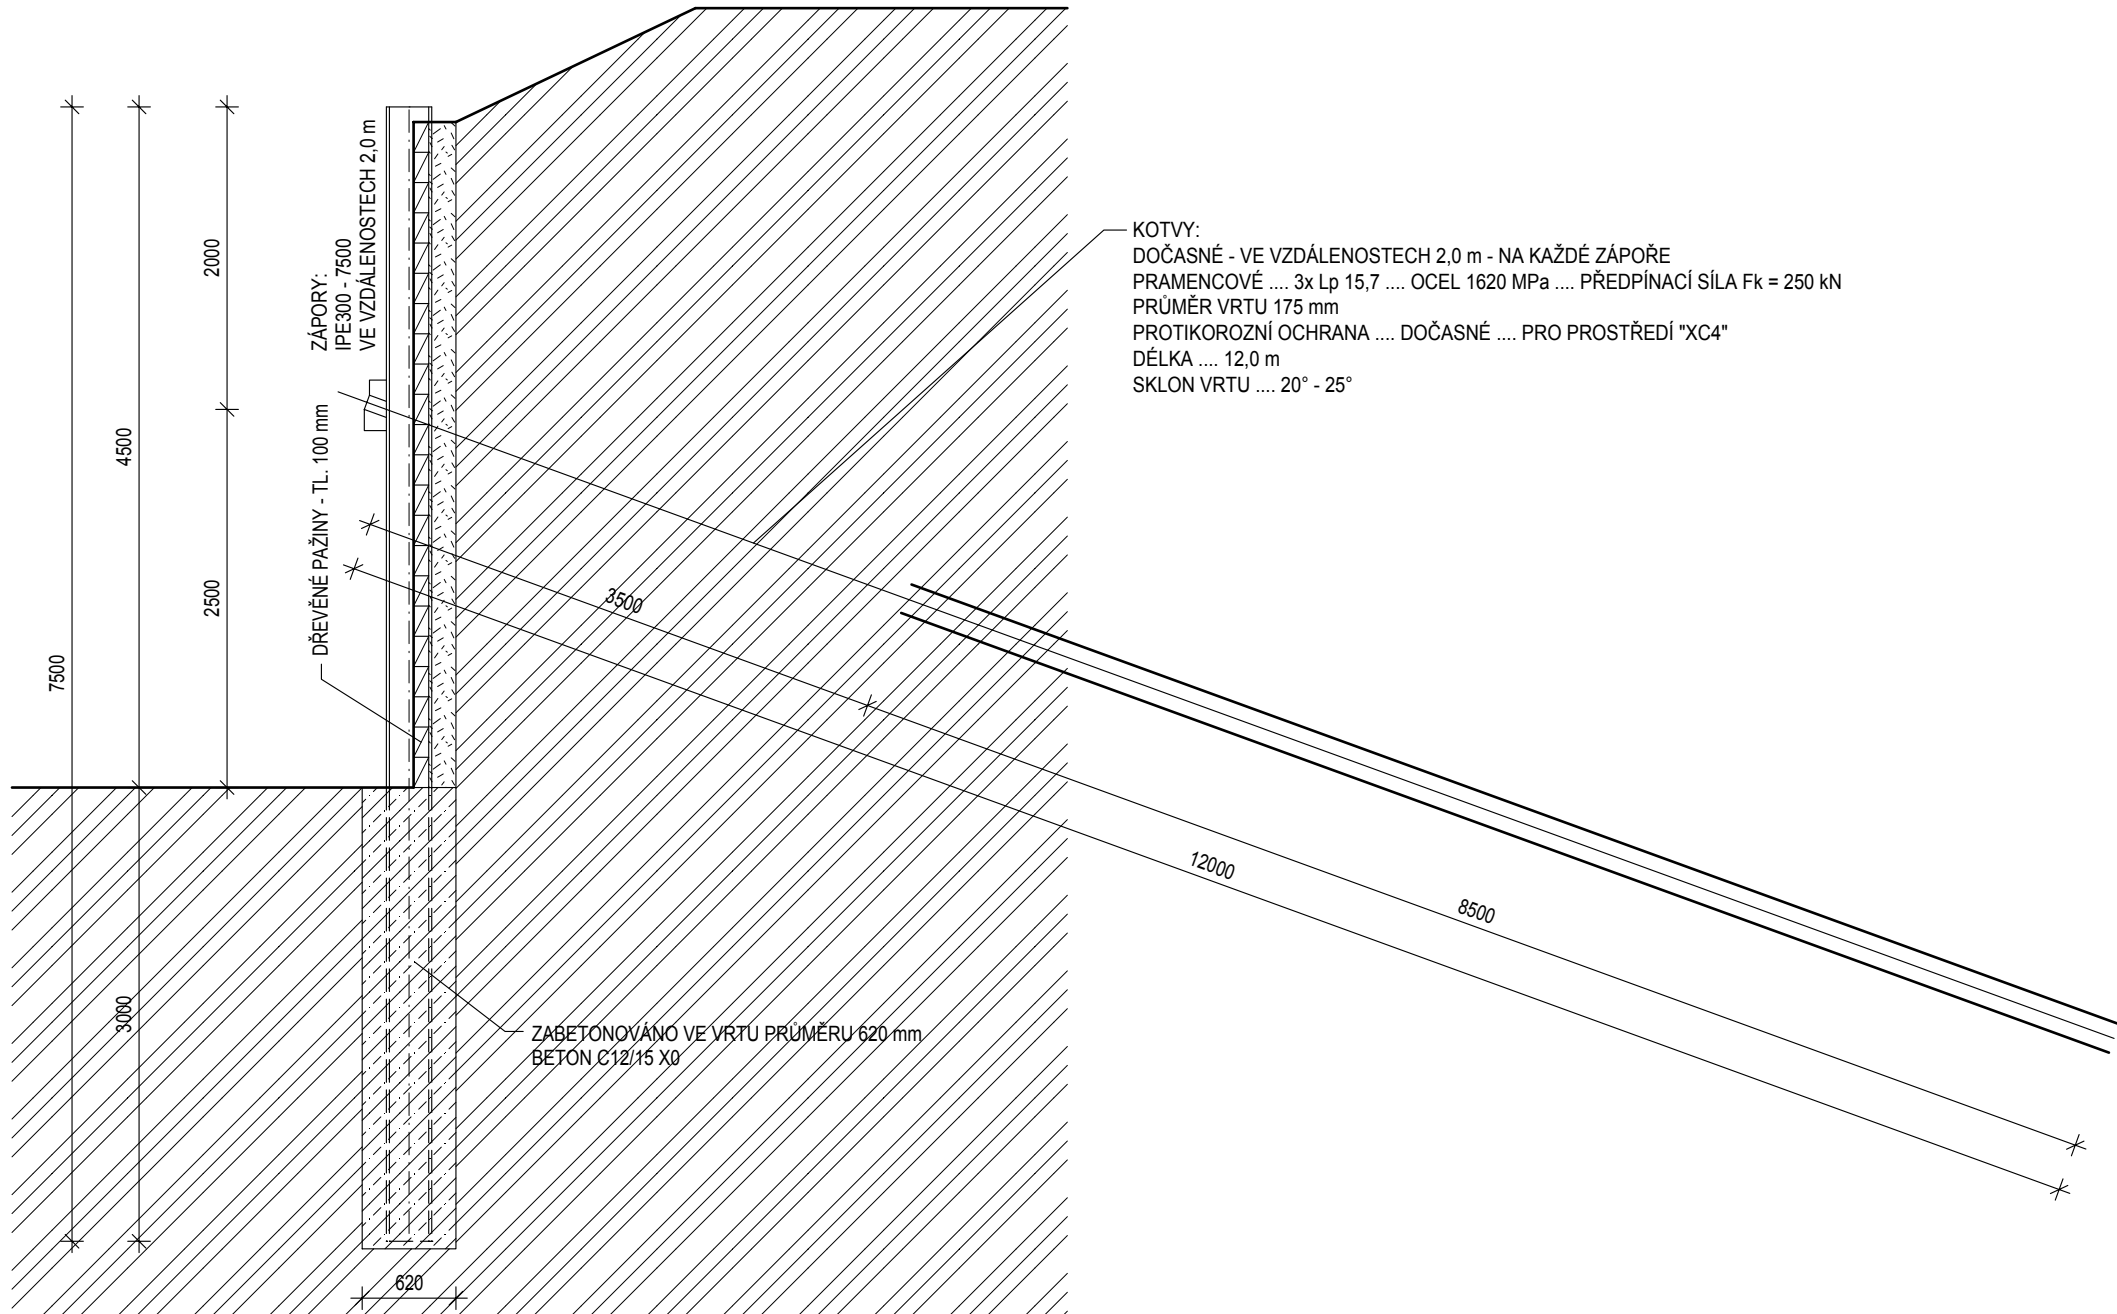 KOTVY:
DOČASNÉ - VE VZDÁLENOSTECH 2,0 m - NA KAŽDÉ ZÁPOŘE
PRAMENCOVÉ .... 3x Lp 15,7 .... OCEL 1620 MPa .... PŘEDPÍNACÍ SÍLA Fk = 250 kN
PRŮMĚR VRTU 175 mm
PROTIKOROZNÍ OCHRANA .... DOČASNÉ .... PRO PROSTŘEDÍ "XC4"
DÉLKA .... 12,0 m
SKLON VRTU .... 20° - 25°
ZÁPORY:
IPE300 - 7500
VE VZDÁLENOSTECH 2,0 m
DŘEVĚNÉ PAŽINY - TL. 100 mm
2000
4500
2500
7500
3000
3500
12000
8500
ZABETONOVÁNO VE VRTU PRŮMĚRU 620 mm
BETON C12/15 X0
620